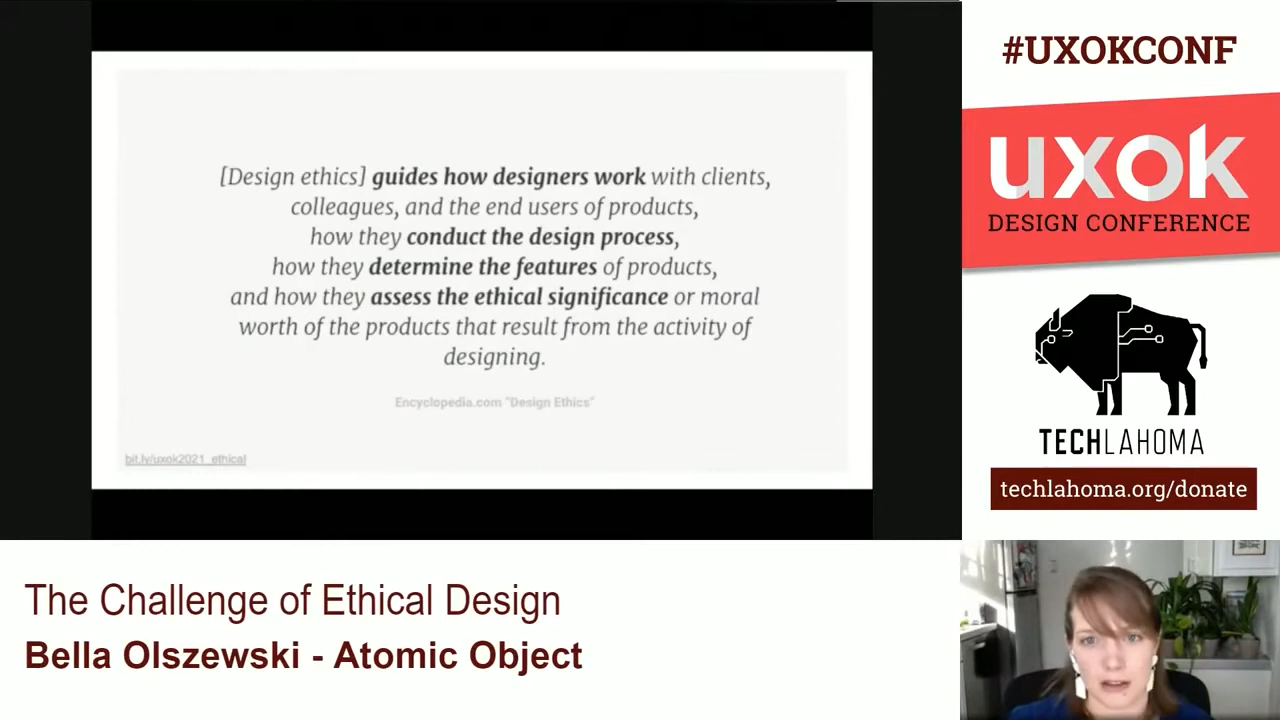 [Design ethics] guides how designers work with clients,
colleagues, and the end users of products,
how they conduct the design process,
how they determine the features of products,
and how they assess the ethical significance or moral
worth of the products that result from the activity of
designing.
Encyclopedia.com "Design Ethics"
bit.ly/uxok2021_ethical
#UXOKCONF
uxok
DESIGN CONFERENCE
TECHLAHOMA
techlahoma.org/donate
The Challenge of Ethical Design
Bella Olszewski - Atomic Object